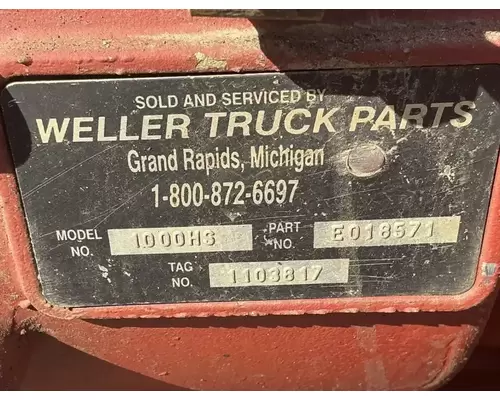 SOLD AND SERVICED BY
WELLER TRUCK PARTS
Grand Rapids, Michigan
1-800-872-6697
MODEL NO. 1000HS PART NO. E018571
TAG NO. 1103817